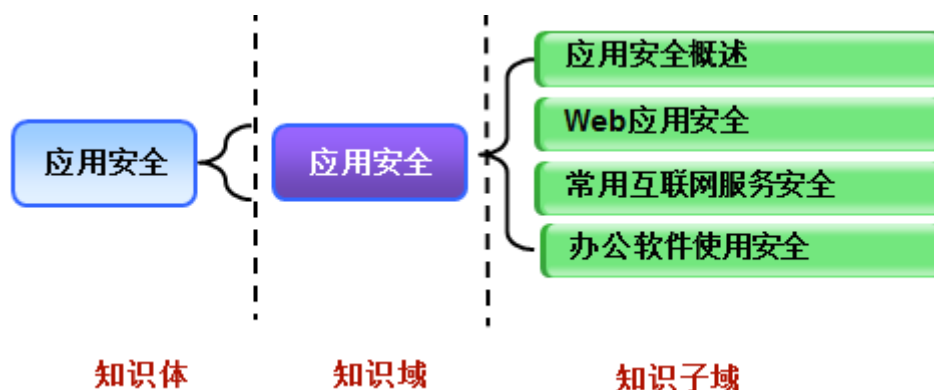 应用安全
应用安全
应用安全概述
Web应用安全
常用互联网服务安全
办公软件使用安全
知识体
知识域
知识子域